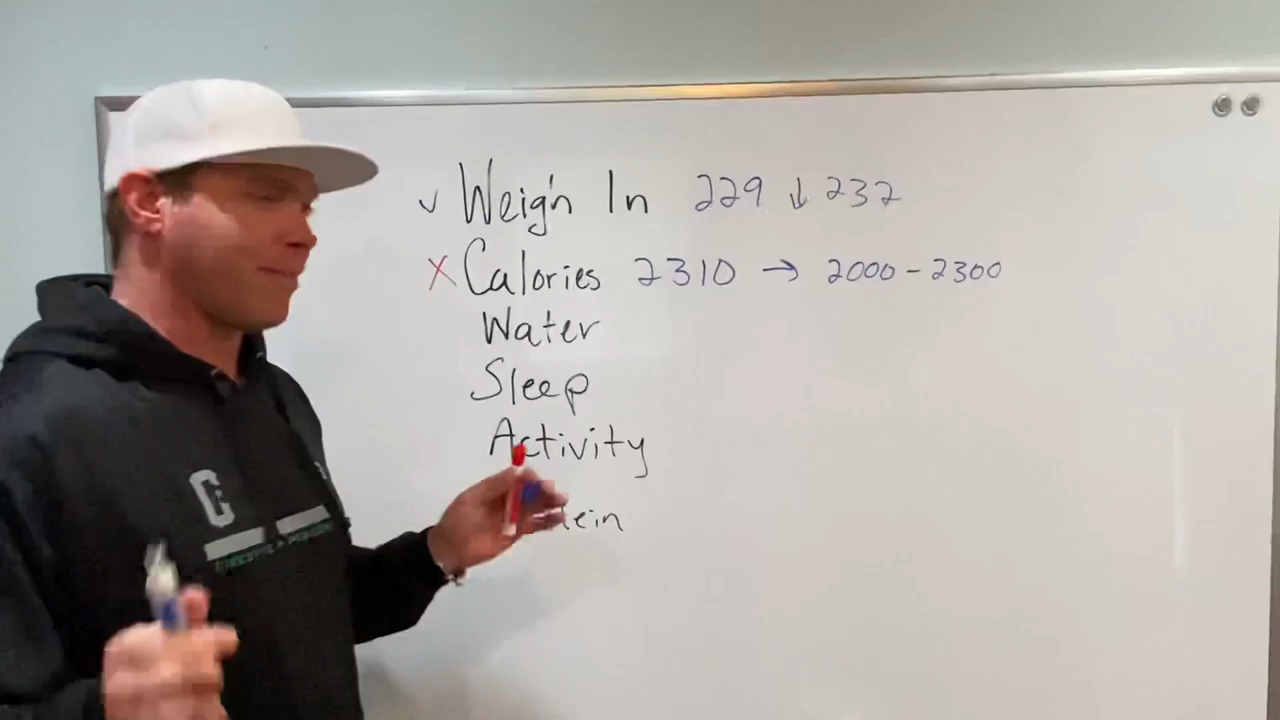 ✓ Weigh In 229 ↓ 232
X Calories 2310 → 2000 - 2300
Water
Sleep
Activity